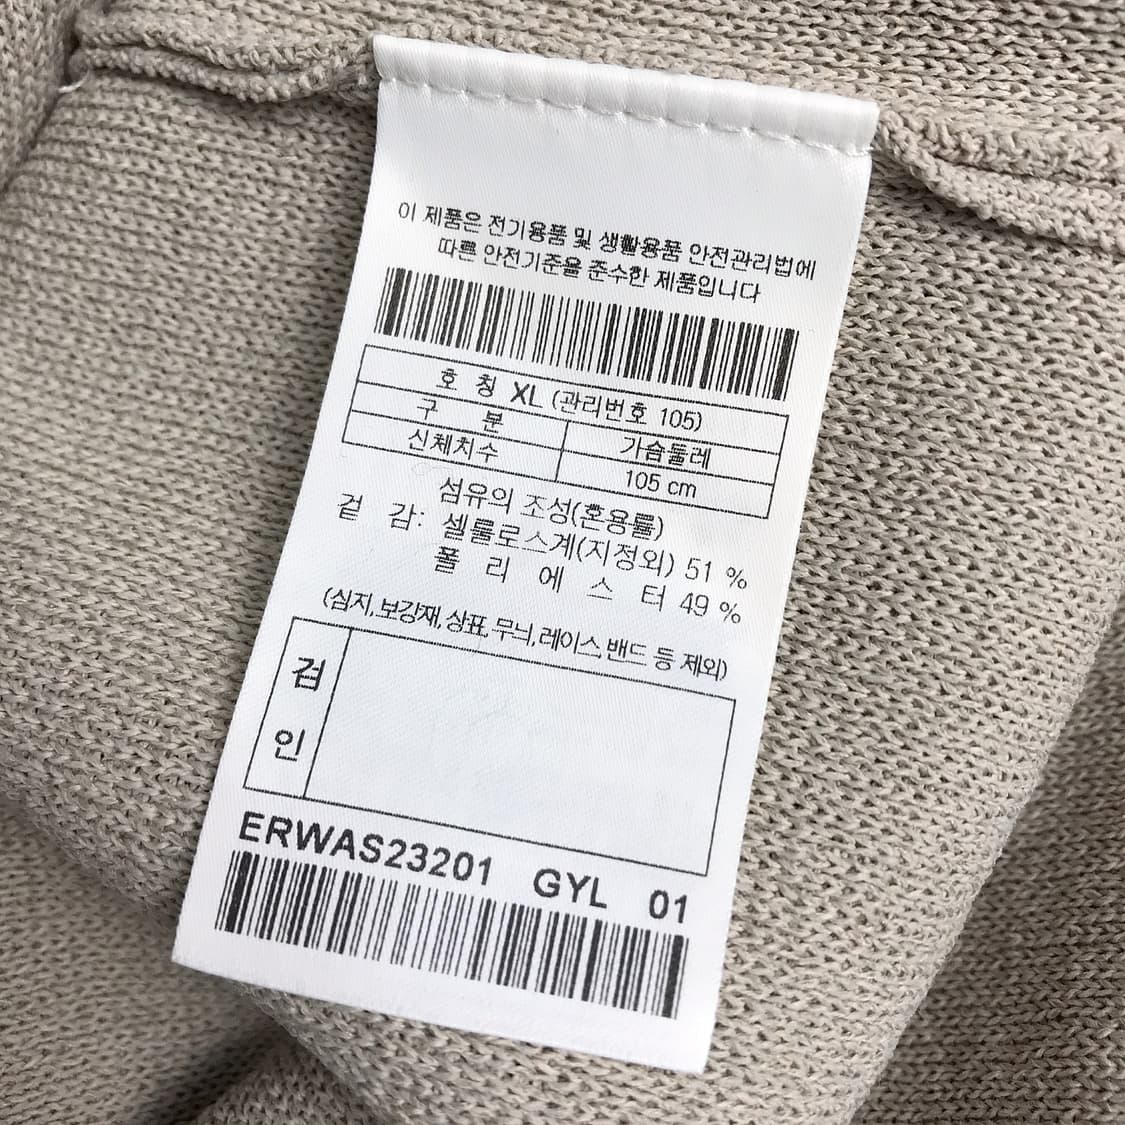 이 제품은 전기용품 및 생활용품 안전관리법에
따른 안전기준을 준수한 제품입니다
호 칭 XL (관리번호 105)
구 분 가슴둘레
신체치수 105 cm
섬유의 조성(혼용률)
겉 감: 셀룰로스계(지정외) 51 %
폴 리 에 스 터 49 %
(심지,보강재,상표,무늬,레이스,밴드 등 제외)
검
인
ERWAS23201 GYL 01